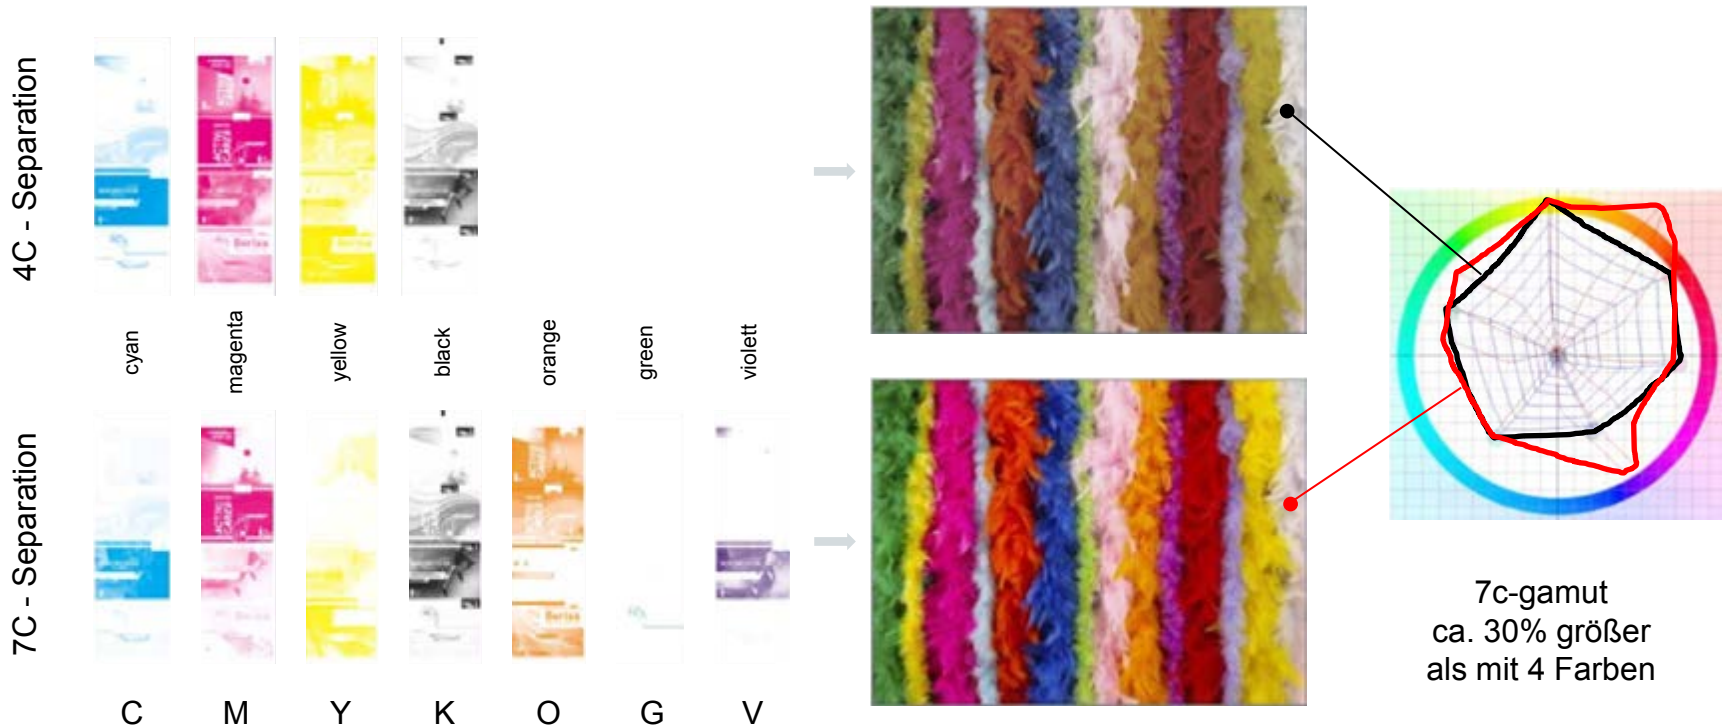 4C - Separation
cyan
magenta
yellow
black
orange
green
violett
7C - Separation
C M Y K O G V
7c-gamut
ca. 30% größer
als mit 4 Farben